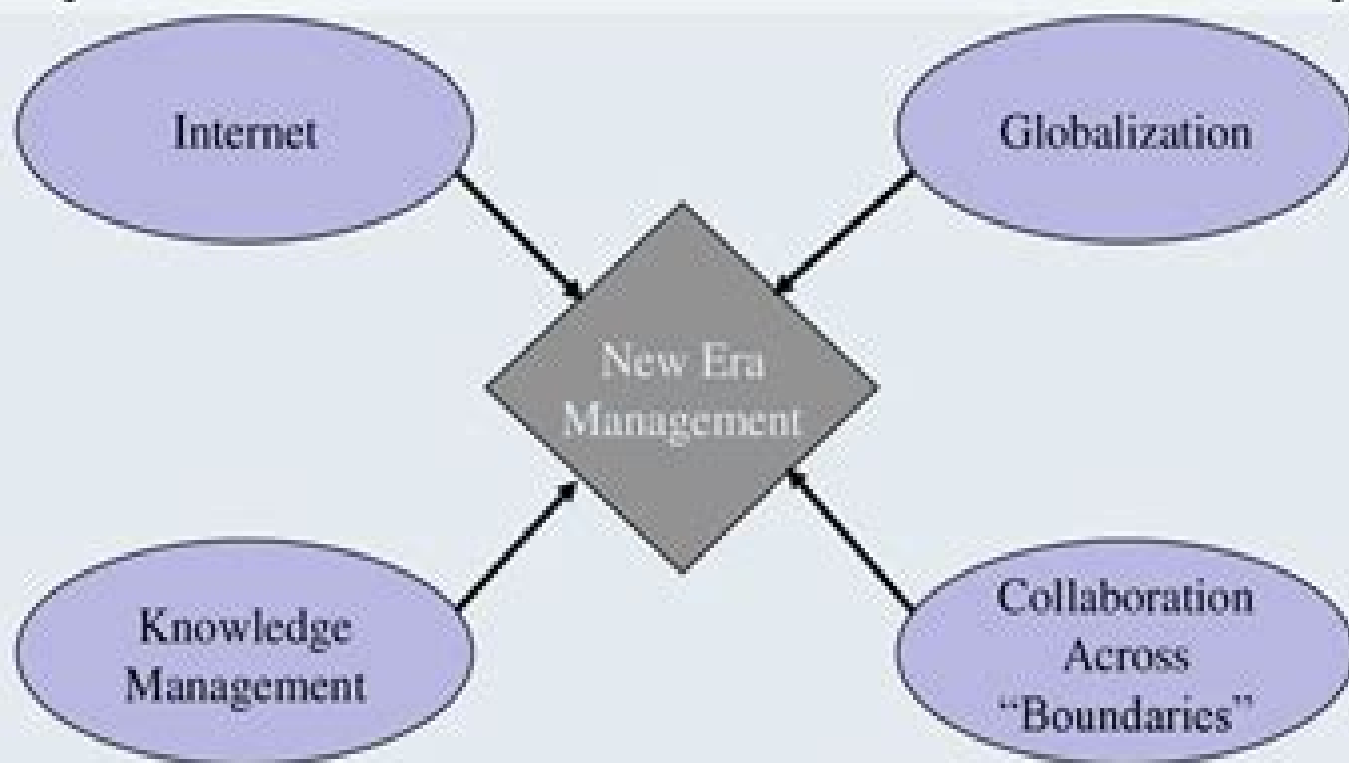 Internet
Globalization
New Era
Management
Knowledge
Management
Collaboration
Across
“Boundaries”